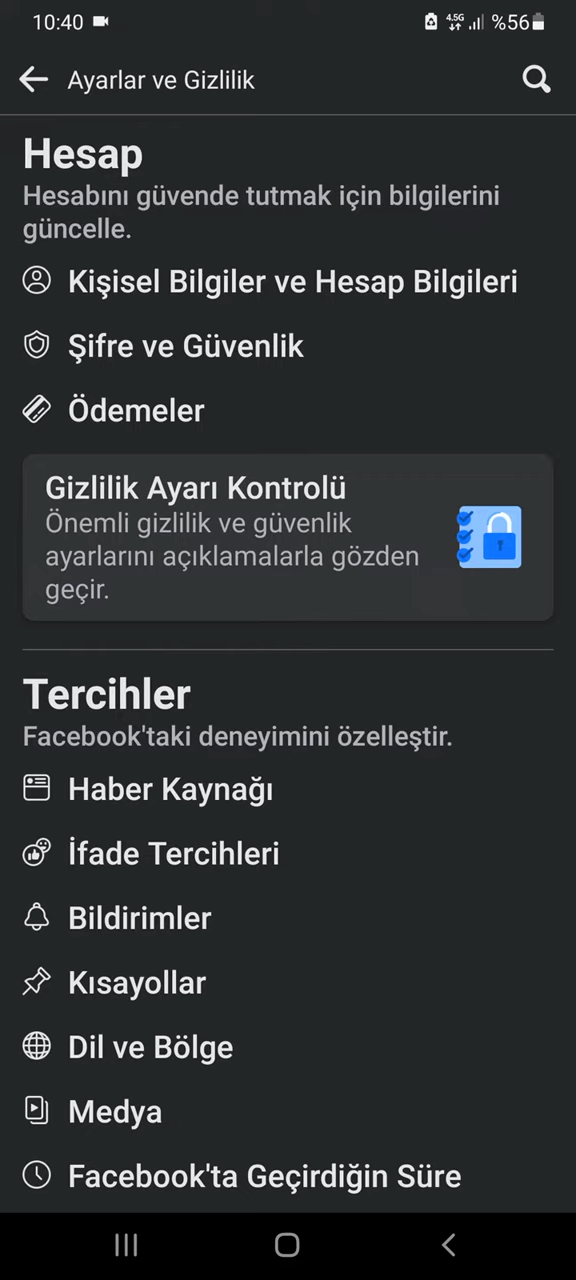 10:40 4.5G %56
Ayarlar ve Gizlilik
Hesap
Hesabını güvende tutmak için bilgilerini
güncelle.
Kişisel Bilgiler ve Hesap Bilgileri
Şifre ve Güvenlik
Ödemeler
Gizlilik Ayarı Kontrolü
Önemli gizlilik ve güvenlik
ayarlarını açıklamalarla gözden
geçir.
Tercihler
Facebook'taki deneyimini özelleştir.
Haber Kaynağı
İfade Tercihleri
Bildirimler
Kısayollar
Dil ve Bölge
Medya
Facebook'ta Geçirdiğin Süre